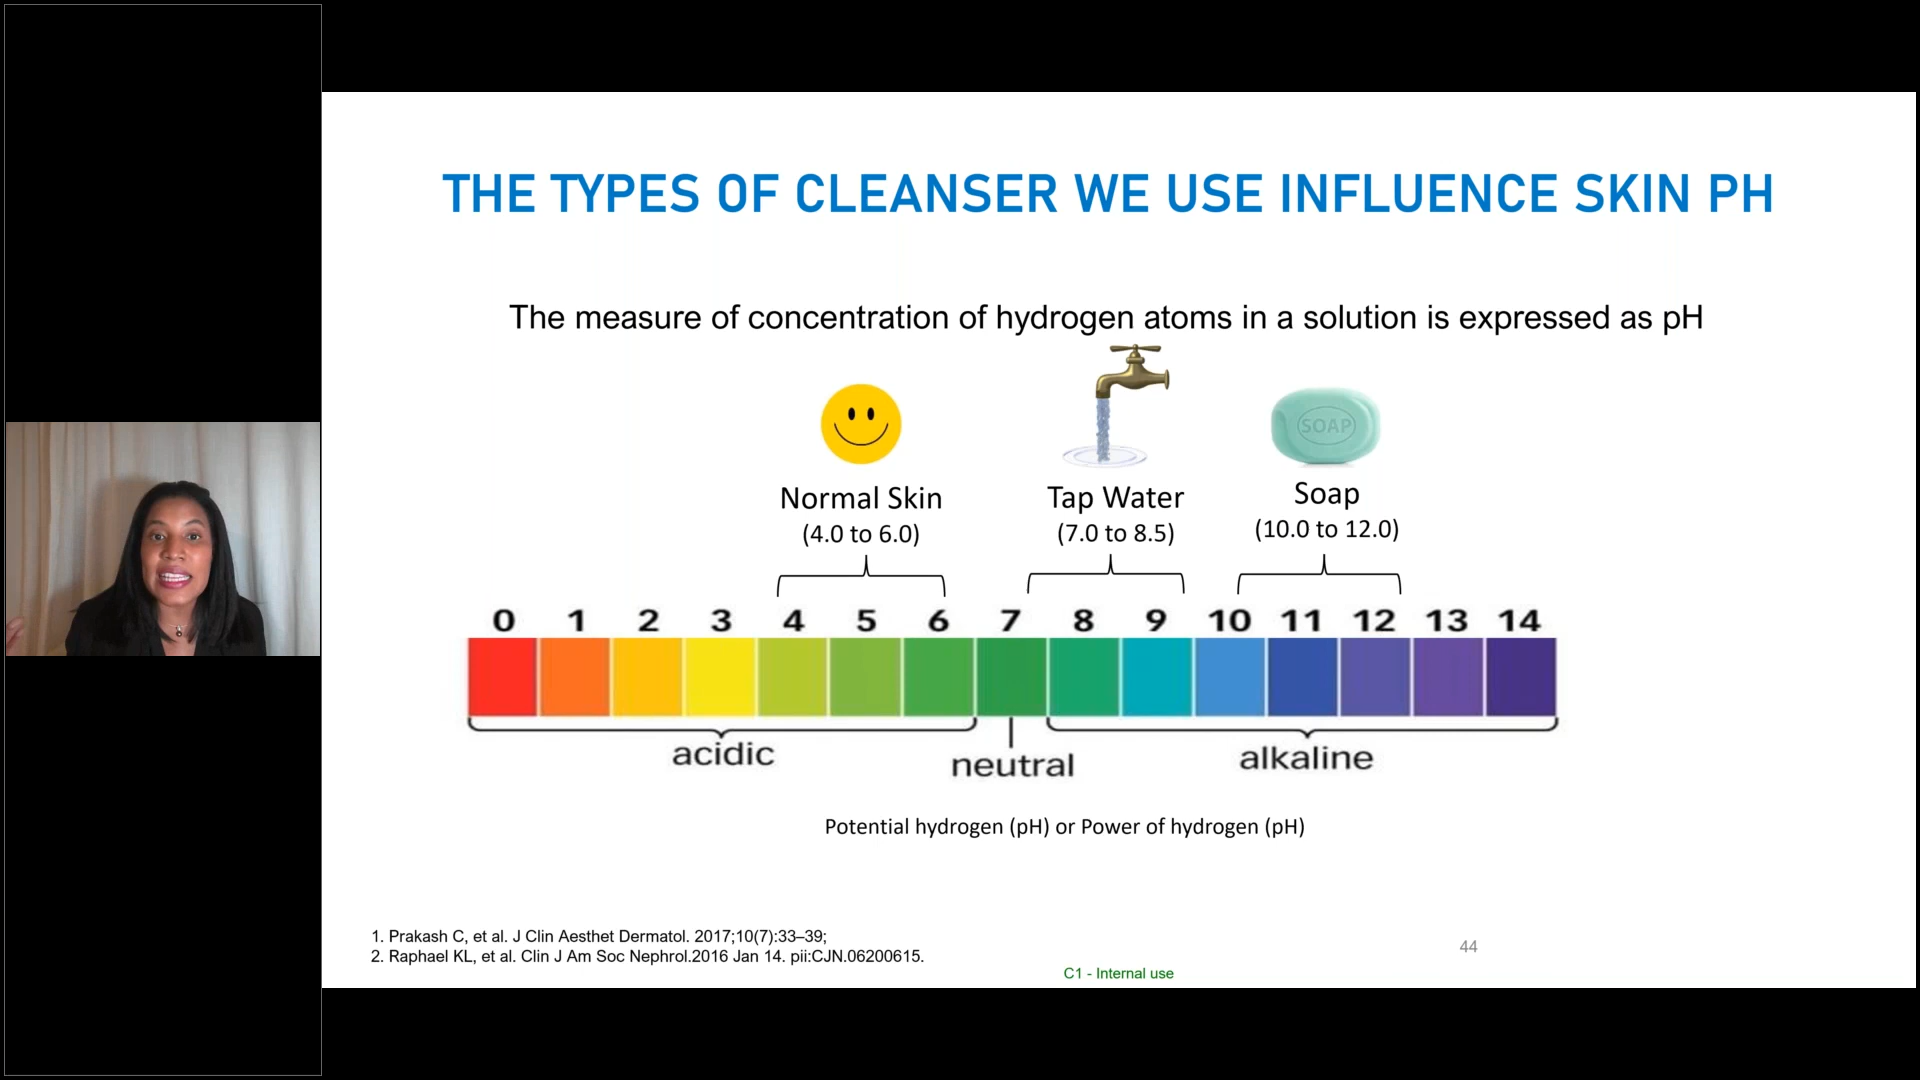 THE TYPES OF CLEANSER WE USE INFLUENCE SKIN PH
The measure of concentration of hydrogen atoms in a solution is expressed as pH
SOAP
Normal Skin
(4.0 to 6.0)
Tap Water
(7.0 to 8.5)
Soap
(10.0 to 12.0)
0 1 2 3 4 5 6 7 8 9 10 11 12 13 14
acidic
neutral
alkaline
Potential hydrogen (pH) or Power of hydrogen (pH)
1. Prakash C, et al. J Clin Aesthet Dermatol. 2017;10(7):33–39;
2. Raphael KL, et al. Clin J Am Soc Nephrol.2016 Jan 14. pii:CJN.06200615.
44
C1 - Internal use